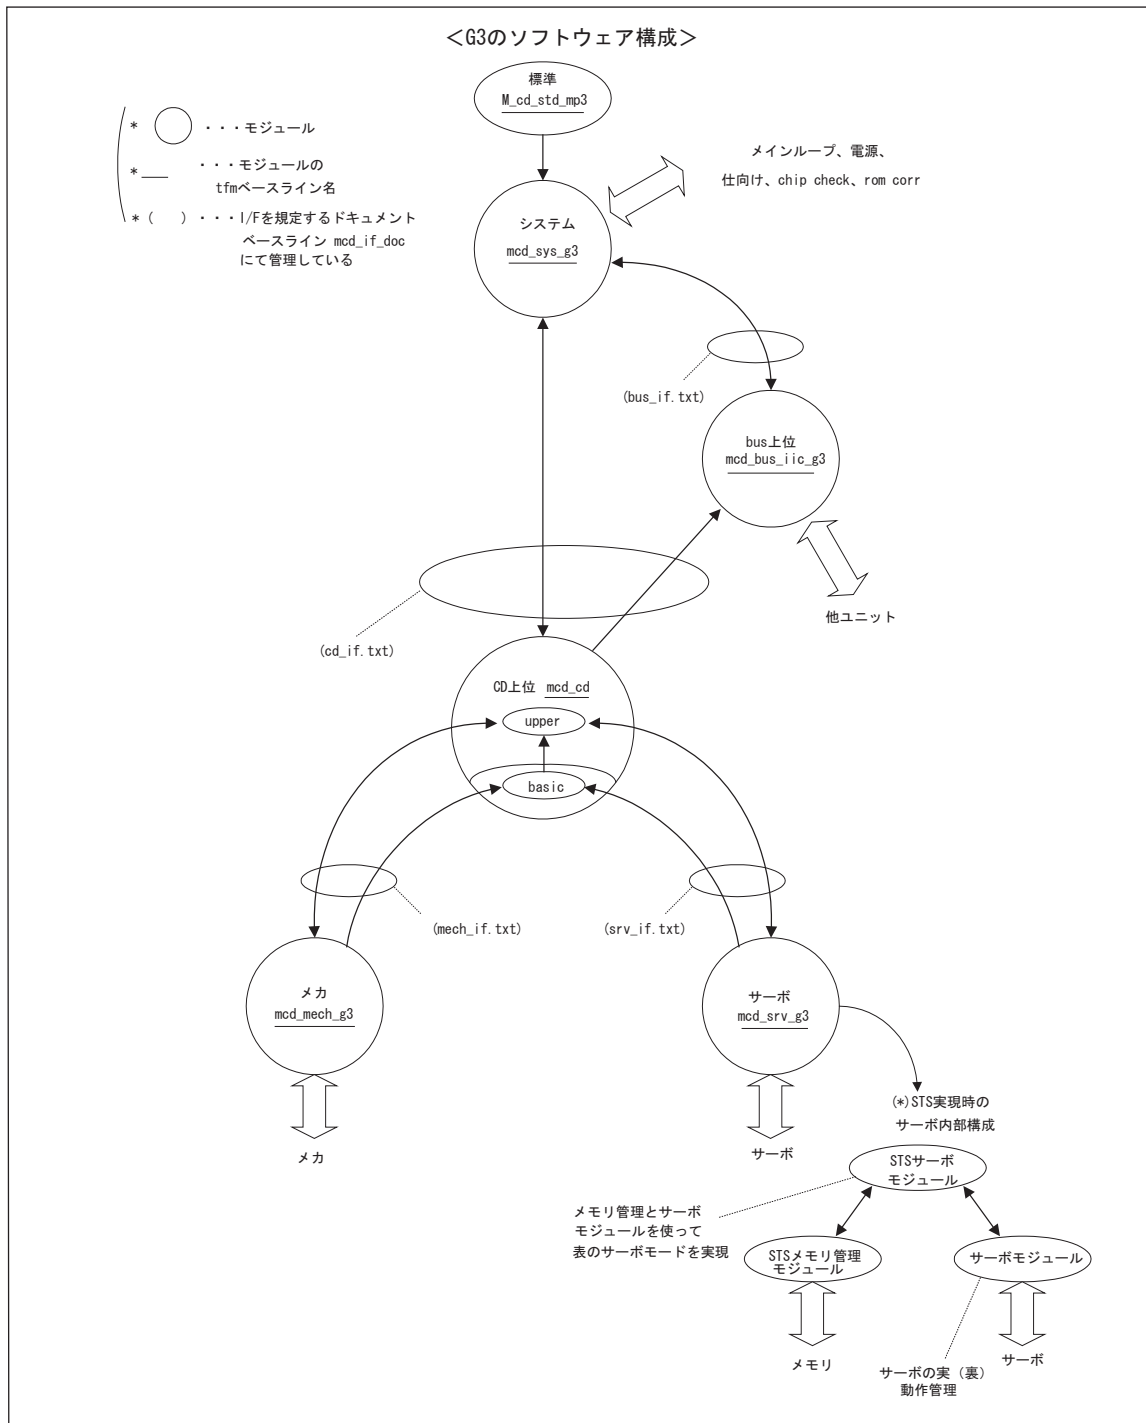 <G3のソフトウェア構成>
標準
M_cd_std_mp3
* ・・・モジュール
* ・・・モジュールの
tfmベースライン名
*( )・・・I/Fを規定するドキュメント
ベースライン mcd_if_doc
にて管理している
メインループ、電源、
仕向け、chip check、rom corr
システム
mcd_sys_g3
(bus_if.txt)
bus上位
mcd_bus_iic_g3
他ユニット
(cd_if.txt)
CD上位 mcd_cd
upper
basic
(mech_if.txt)
(srv_if.txt)
メカ
mcd_mech_g3
サーボ
mcd_srv_g3
メカ
サーボ
(*)STS実現時の
サーボ内部構成
STSサーボ
モジュール
メモリ管理とサーボ
モジュールを使って
表のサーボモードを実現
STSメモリ管理
モジュール
サーボモジュール
メモリ
サーボ
サーボの実(裏)
動作管理